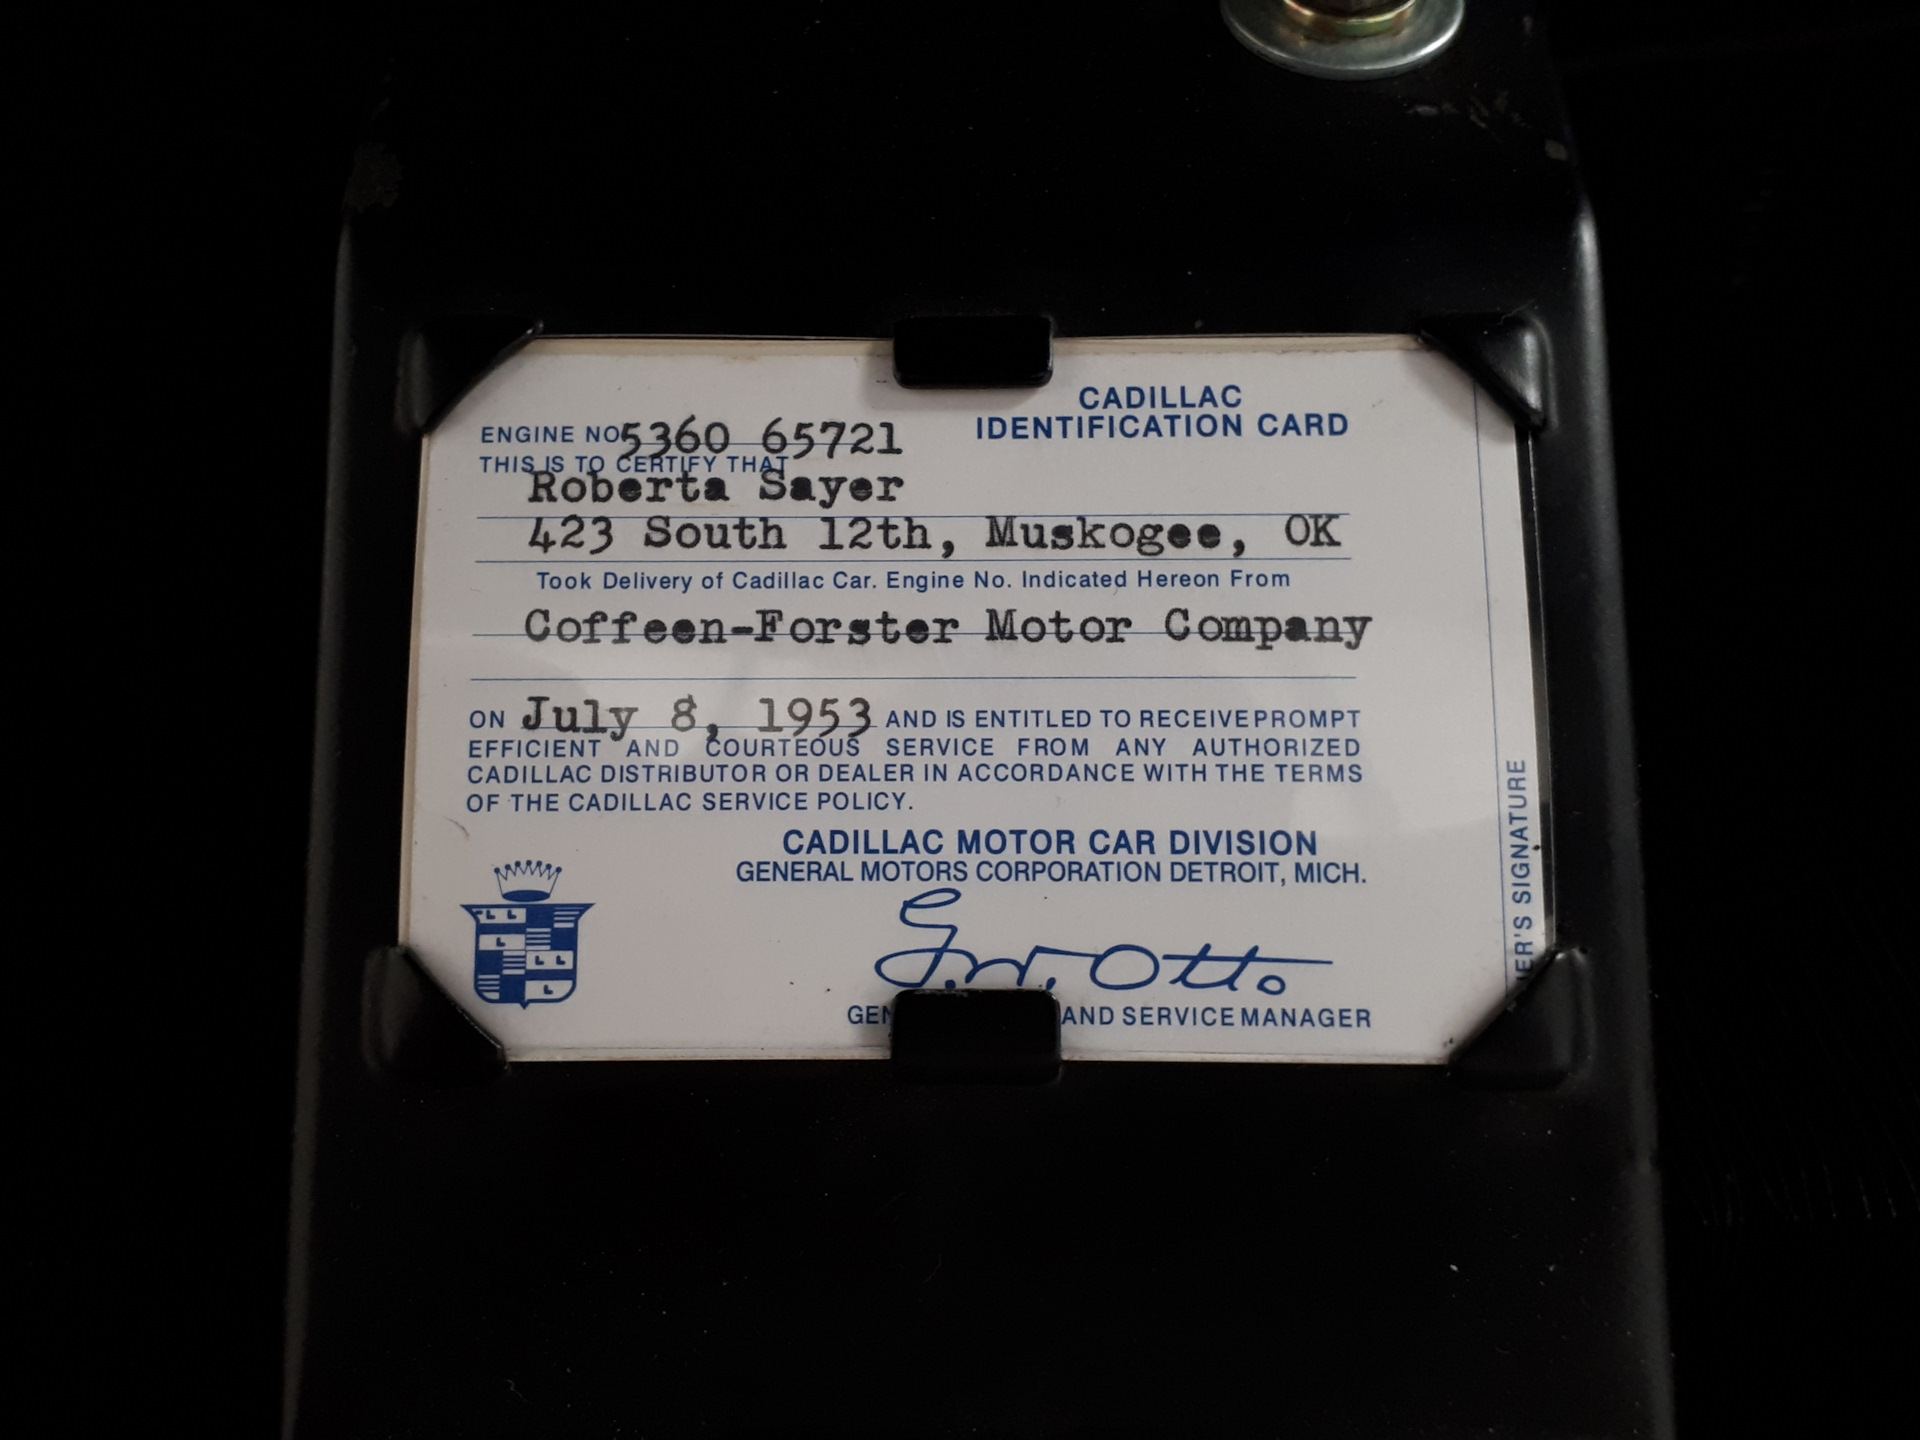 CADILLAC
IDENTIFICATION CARD
ENGINE NO 5360 65721
THIS IS TO CERTIFY THAT
Roberta Sayer
423 South 12th, Muskogee, OK
Took Delivery of Cadillac Car. Engine No. Indicated Hereon From
Coffeen-Forster Motor Company
ON July 8, 1953 AND IS ENTITLED TO RECEIVE PROMPT
EFFICIENT AND COURTEOUS SERVICE FROM ANY AUTHORIZED
CADILLAC DISTRIBUTOR OR DEALER IN ACCORDANCE WITH THE TERMS
OF THE CADILLAC SERVICE POLICY.
CADILLAC MOTOR CAR DIVISION
GENERAL MOTORS CORPORATION DETROIT, MICH.
Otto
AND SERVICE MANAGER
SIGNATURE